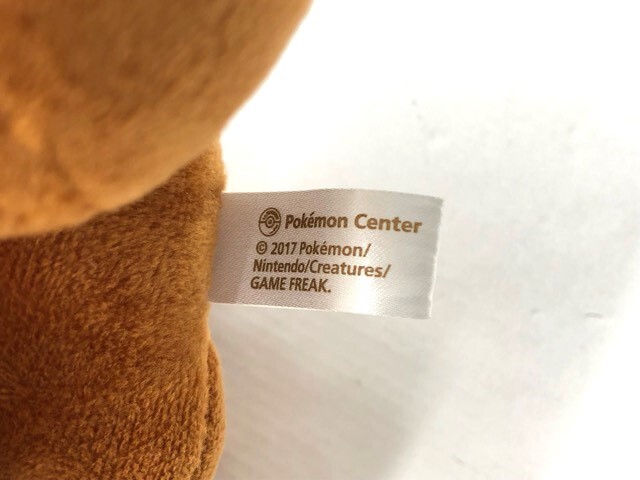 Pokémon Center
© 2017 Pokémon/
Nintendo/Creatures/
GAME FREAK.